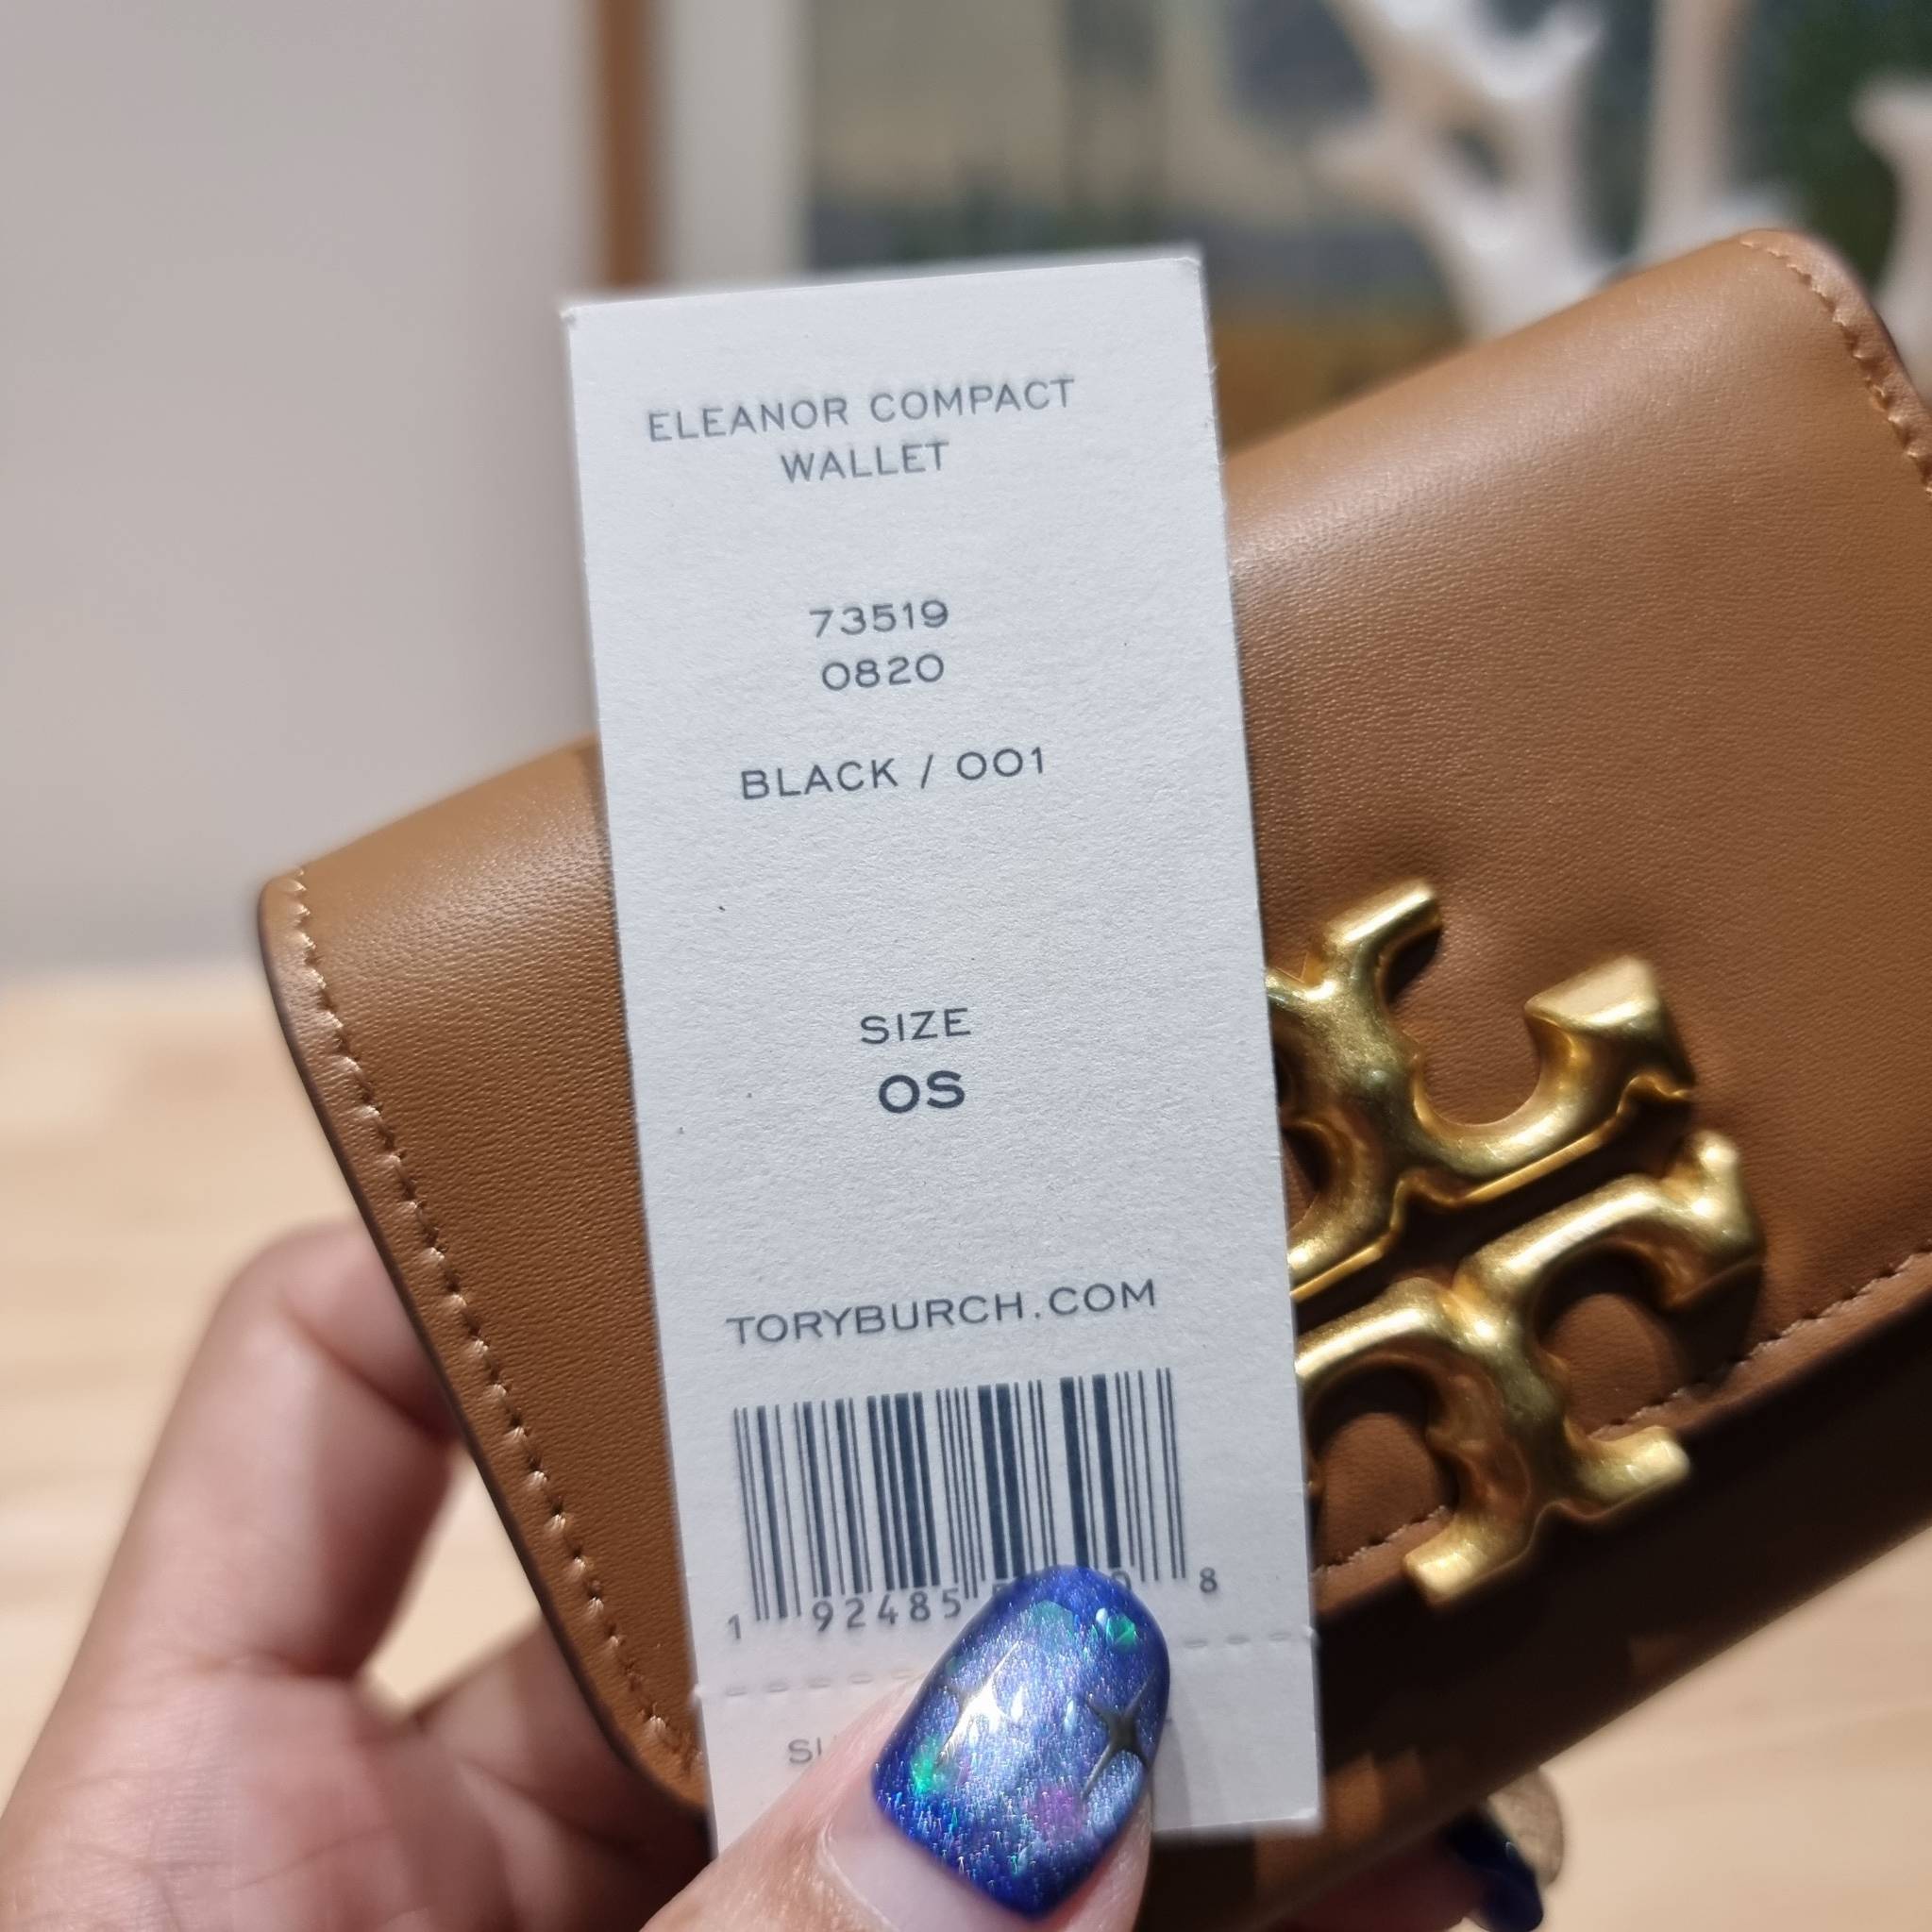 ELEANOR COMPACT
WALLET
73519
0820
BLACK / 001
SIZE
OS
TORYBURCH.COM
1 92485 8